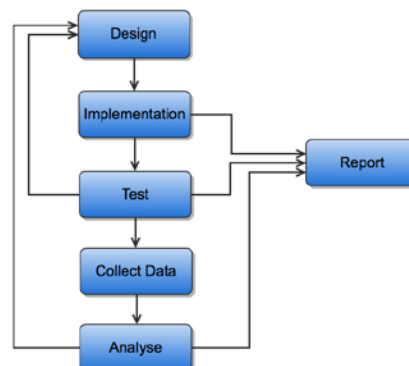 Design
Implementation
Report
Test
Collect Data
Analyse